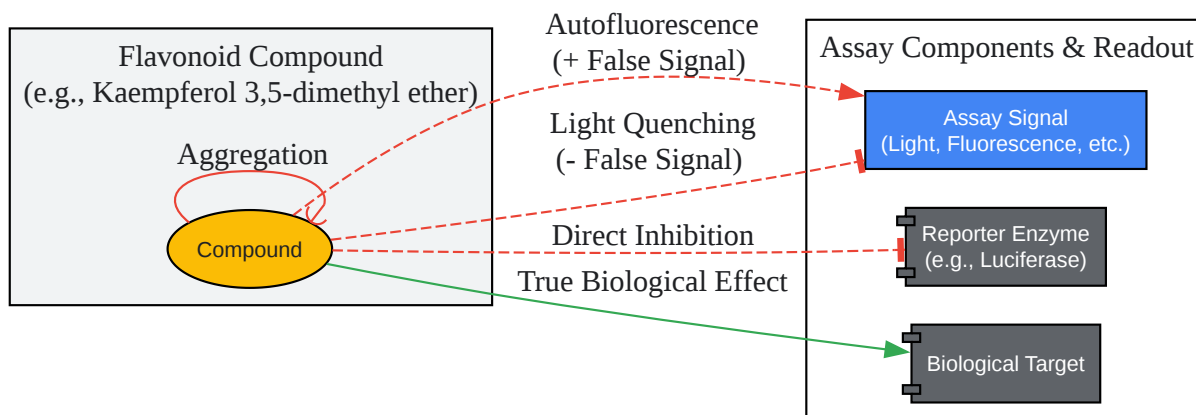 Flavonoid Compound
(e.g., Kaempferol 3,5-dimethyl ether)
Aggregation
Compound
Autofluorescence
(+ False Signal)
Light Quenching
(- False Signal)
Direct Inhibition
True Biological Effect
Assay Components & Readout
Assay Signal
(Light, Fluorescence, etc.)
Reporter Enzyme
(e.g., Luciferase)
Biological Target